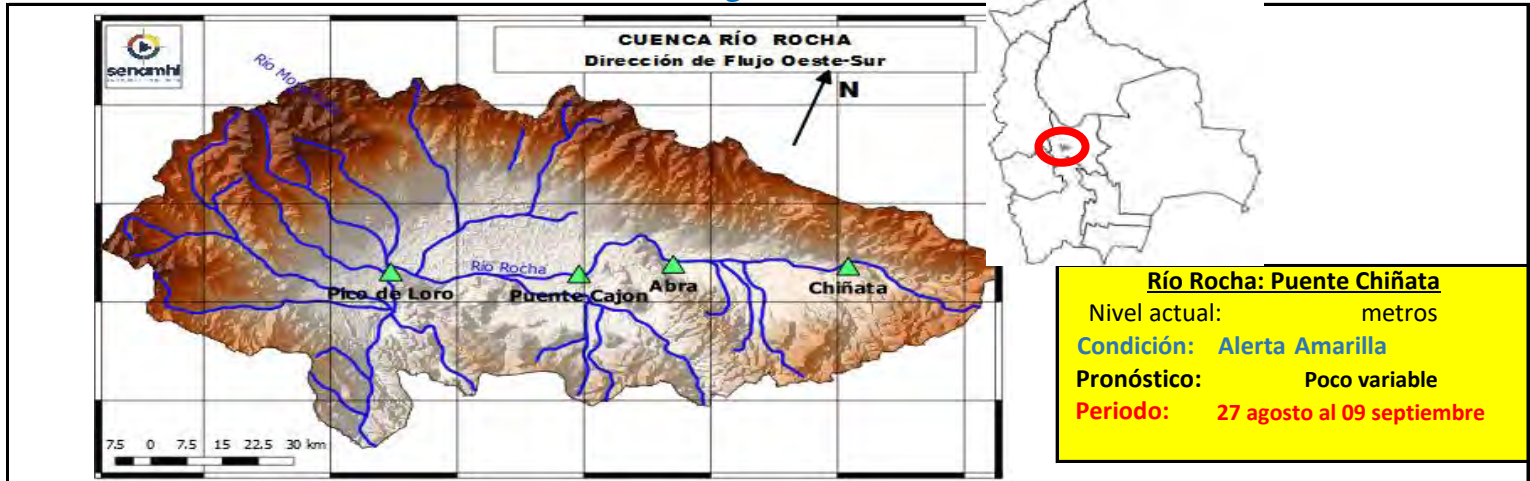 senamhi
CUENCA RÍO ROCHA
Dirección de Flujo Oeste-Sur
N
Río Rocha
Pico de Loro
Puente Cajon
Abra
Chiñata
7.5 0 7.5 15 22.5 30 km
Río Rocha: Puente Chiñata
Nivel actual: metros
Condición: Alerta Amarilla
Pronóstico: Poco variable
Periodo: 27 agosto al 09 septiembre